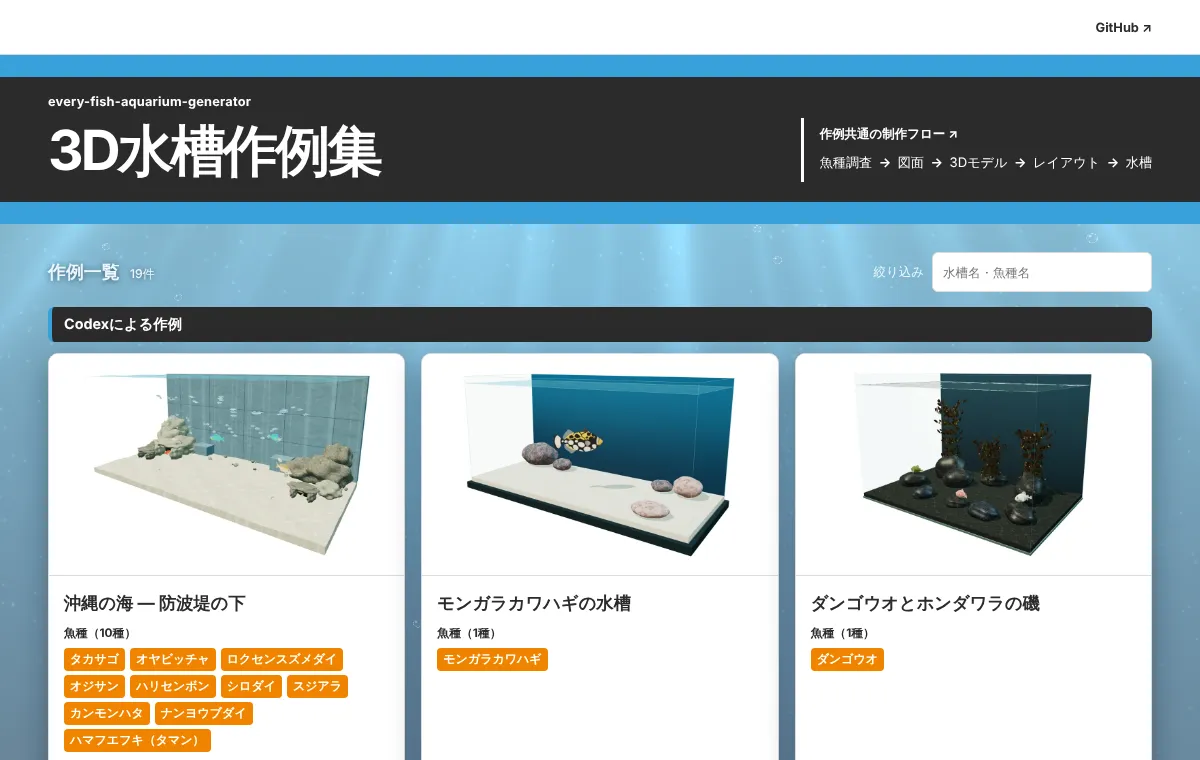 GitHub ↗
every-fish-aquarium-generator
3D水槽作例集
作例共通の制作フロー ↗
魚種調査 → 図面 → 3Dモデル → レイアウト → 水槽
作例一覧 19件
絞り込み 水槽名・魚種名
Codexによる作例
沖縄の海 — 防波堤の下
魚種（10種）
タカサゴ オヤビッチャ ロクセンスズメダイ
オジサン ハリセンボン シロダイ スジアラ
カンモンハタ ナンヨウブダイ
ハマフエフキ（タマン）
モンガラカワハギの水槽
魚種（1種）
モンガラカワハギ
ダンゴウオとホンダワラの磯
魚種（1種）
ダンゴウオ